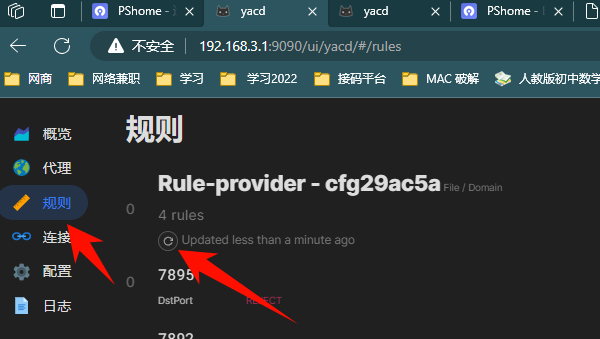 PShome - 
yacd
yacd
PShome - 
不安全 192.168.3.1:9090/ui/yacd/#/rules
网商 网络兼职 学习 学习2022 接码平台 MAC 破解 人教版初中数学
规则
概览
代理
规则
连接
配置
日志
Rule-provider - cfg29ac5a File / Domain
0
4 rules
Updated less than a minute ago
0
7895
DstPort REJECT
7892